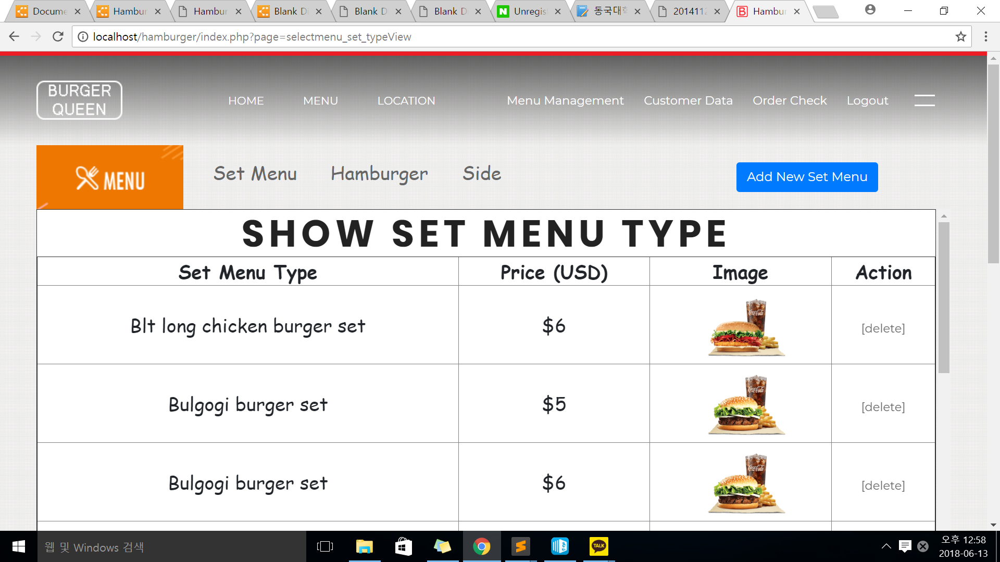 Docume
Hambur
Hambur
Blank Di
Blank D
Blank D
Unregis
동국대학
2014112
Hambur
localhost/hamburger/index.php?page=selectmenu_set_typeView
BURGER
QUEEN
HOME
MENU
LOCATION
Menu Management
Customer Data
Order Check
Logout
MENU
Set Menu
Hamburger
Side
Add New Set Menu
SHOW SET MENU TYPE
Set Menu Type
Price (USD)
Image
Action
Blt long chicken burger set
$6
Coca-Cola
[delete]
Bulgogi burger set
$5
Coca-Cola
[delete]
Bulgogi burger set
$6
Coca-Cola
[delete]
웹 및 Windows 검색
TALK
오후 12:58
2018-06-13